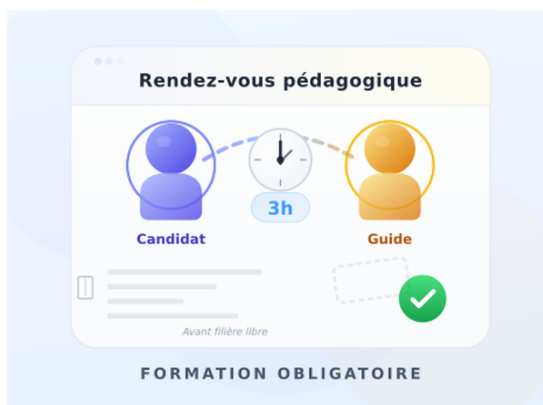 Rendez-vous pédagogique
3h
Candidat
Guide
Avant filière libre
FORMATION OBLIGATOIRE